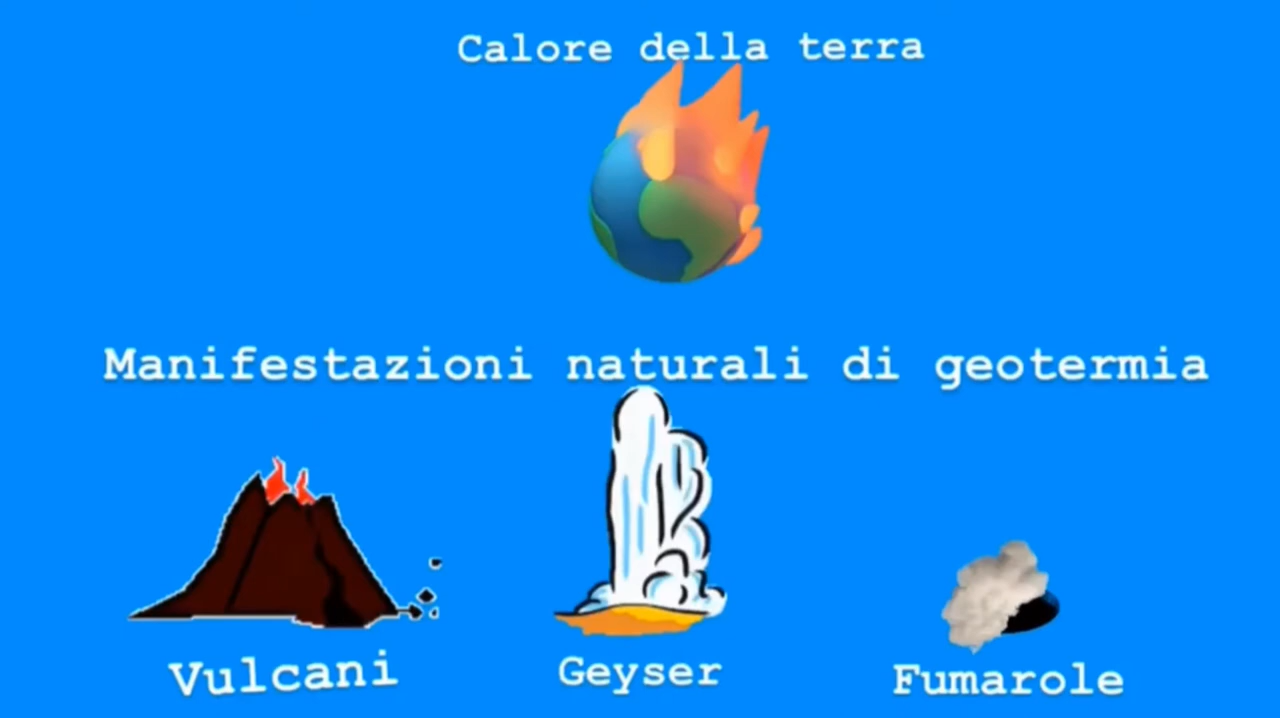 Calore della terra
Manifestazioni naturali di geotermia
Vulcani
Geyser
Fumarole